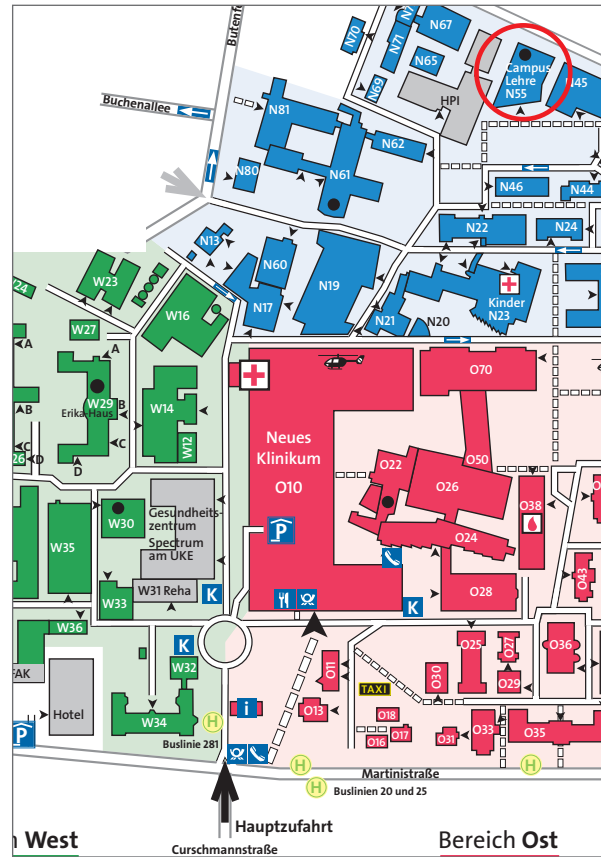 N7
N67
N70
N71
N65
N69
HPI
Campus
Lehre
N55
N45
Butenfe
Buchenallee
N81
N62
N80
N61
N46
N44
N22
N24
N13
N60
N17
N19
N21
N20
Kinder
N23
W23
W24
W16
W27
A
A
W29
Erika-Haus
B
B
C
C
D
D
26
W14
W12
O70
Neues
Klinikum
O10
O22
O26
O50
O38
O24
O28
O43
W30
W35
Gesundheits-
zentrum
Spectrum
am UKE
P
W31 Reha
K
W33
K
W36
K
W32
FAK
Hotel
W34
P
H
Buslinie 281
i
O11
O13
TAXI
O30
O25
O27
O29
O36
O18
O17
O16
O31
O33
O35
H
H
H
Martinistraße
Buslinien 20 und 25
Hauptzufahrt
Curschmannstraße
h West
Bereich Ost